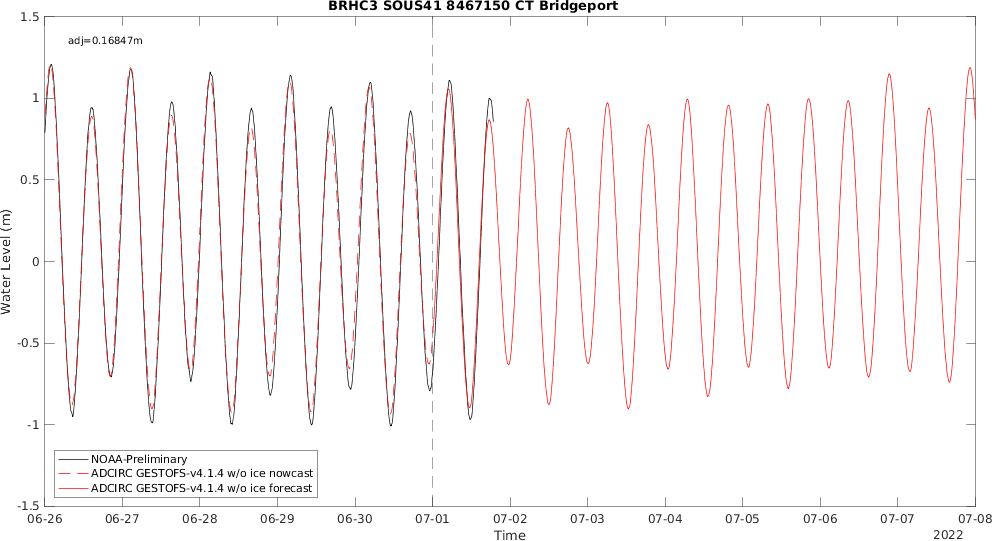 BRHC3 SOUS41 8467150 CT Bridgeport
adj=0.16847m
1.5
1
0.5
0
-0.5
-1
-1.5
Water Level (m)
NOAA-Preliminary
ADCIRC GESTOFS-v4.1.4 w/o ice nowcast
ADCIRC GESTOFS-v4.1.4 w/o ice forecast
06-26 06-27 06-28 06-29 06-30 07-01 07-02 07-03 07-04 07-05 07-06 07-07 07-08
Time
2022